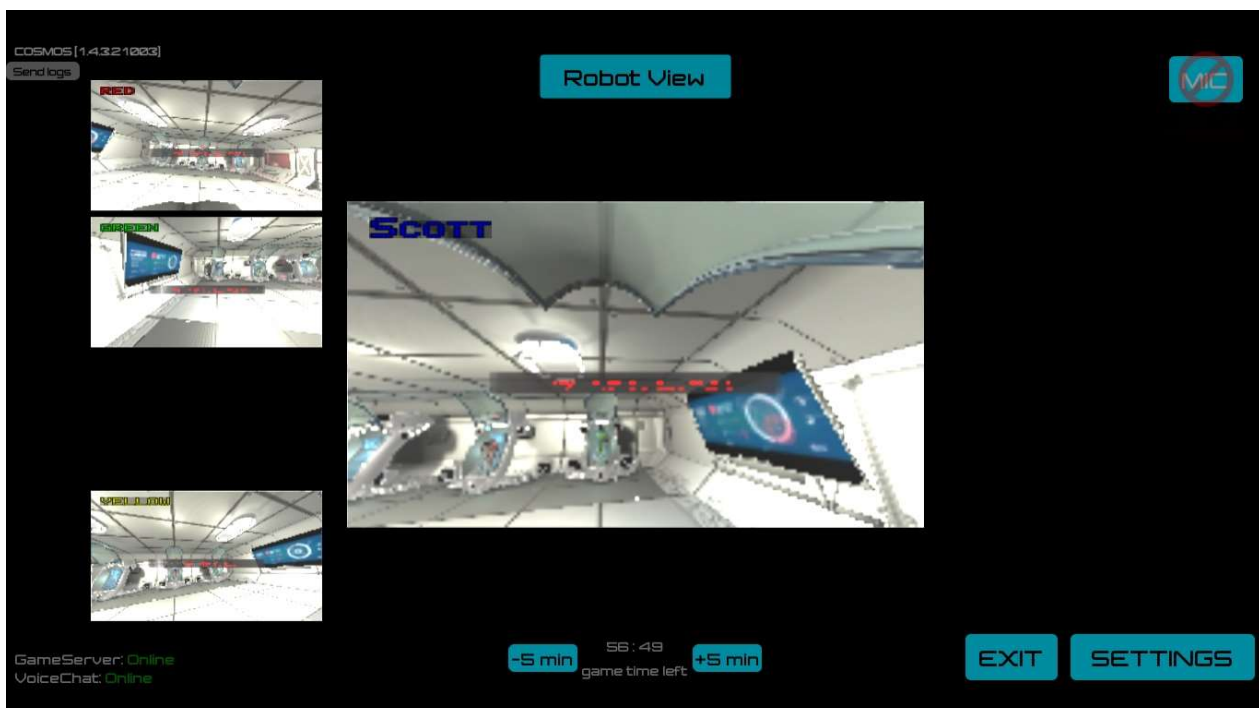 COSMOS [1.4.3.21003]
Send logs
Robot View
MIC
RED
GREEN
Scott
YELLOW
GameServer: Online
VoiceChat: Online
-5 min
56:49
game time left
+5 min
EXIT
SETTINGS